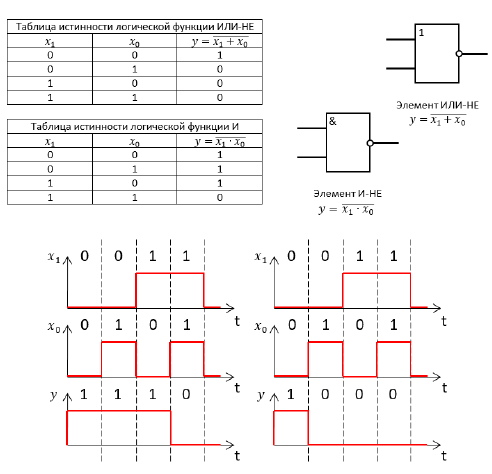 Таблица истинности логической функции ИЛИ-НЕ
x₁ x₀ y = \overline{x₁ + x₀}
0 0 1
0 1 0
1 0 0
1 1 0
Таблица истинности логической функции И
x₁ x₀ y = \overline{x₁ · x₀}
0 0 1
0 1 1
1 0 1
1 1 0
1
Элемент ИЛИ-НЕ
y = \overline{x₁ + x₀}
&
Элемент И-НЕ
y = \overline{x₁ · x₀}
x₁ 0 0 1 1
t
x₀ 0 1 0 1
t
y 1 1 1 0
t
x₁ 0 0 1 1
t
x₀ 0 1 0 1
t
y 1 0 0 0
t